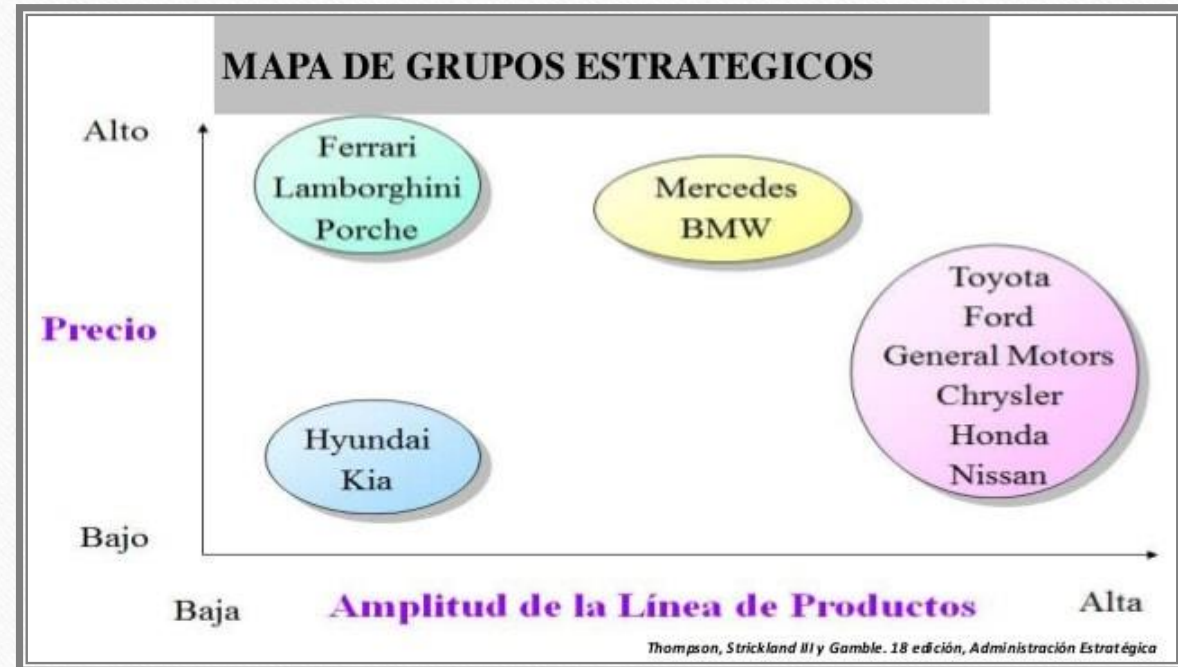 MAPA DE GRUPOS ESTRATEGICOS
Alto
Ferrari
Lamborghini
Porche
Mercedes
BMW
Toyota
Ford
General Motors
Chrysler
Honda
Nissan
Precio
Hyundai
Kia
Bajo
Baja
Amplitud de la Línea de Productos
Alta
Thompson, Strickland III y Gamble. 18 edición, Administración Estratégica